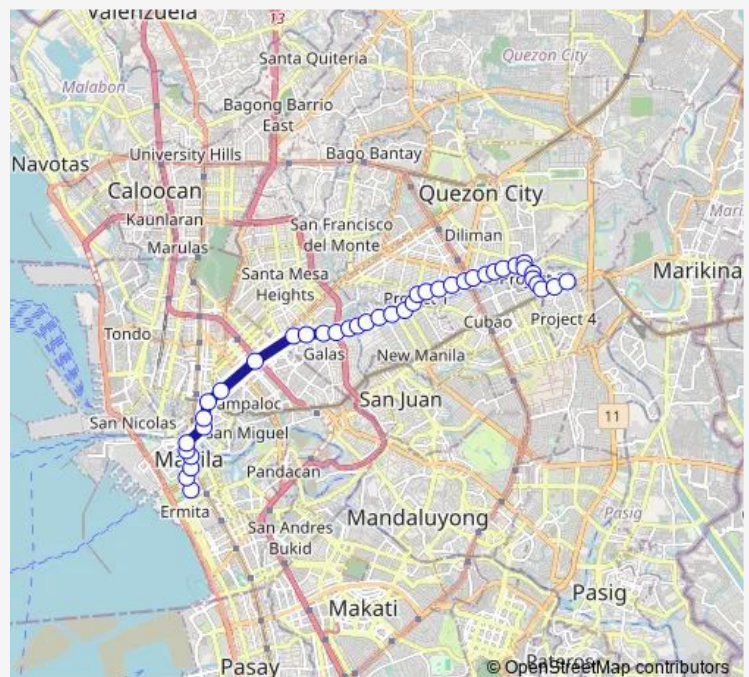 Valenzuela
13
Santa Quiteria
Quezon City
Malabon
Bagong Barrio
East
Navotas
University Hills
Bago Bantay
Caloocan
Quezon City
Kaunlaran
San Francisco
del Monte
Marulas
Diliman
Santa Mesa
Heights
Marikina
Tondo
Cubao
Project 4
Galas
New Manila
San Juan
San Nicolas
San Miguel
11
Pandacan
Ermita
Mandaluyong
Pasig
San Andres
Bukid
Pasig
Makati
Pasay
© OpenStreetMap contributors